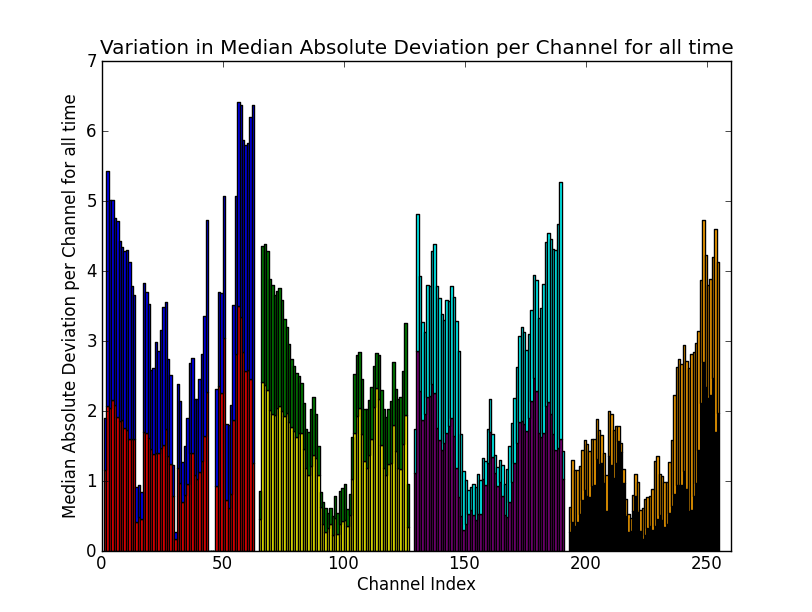 Variation in Median Absolute Deviation per Channel for all time
Median Absolute Deviation per Channel for all time
7
6
5
4
3
2
1
0
0 50 100 150 200 250
Channel Index